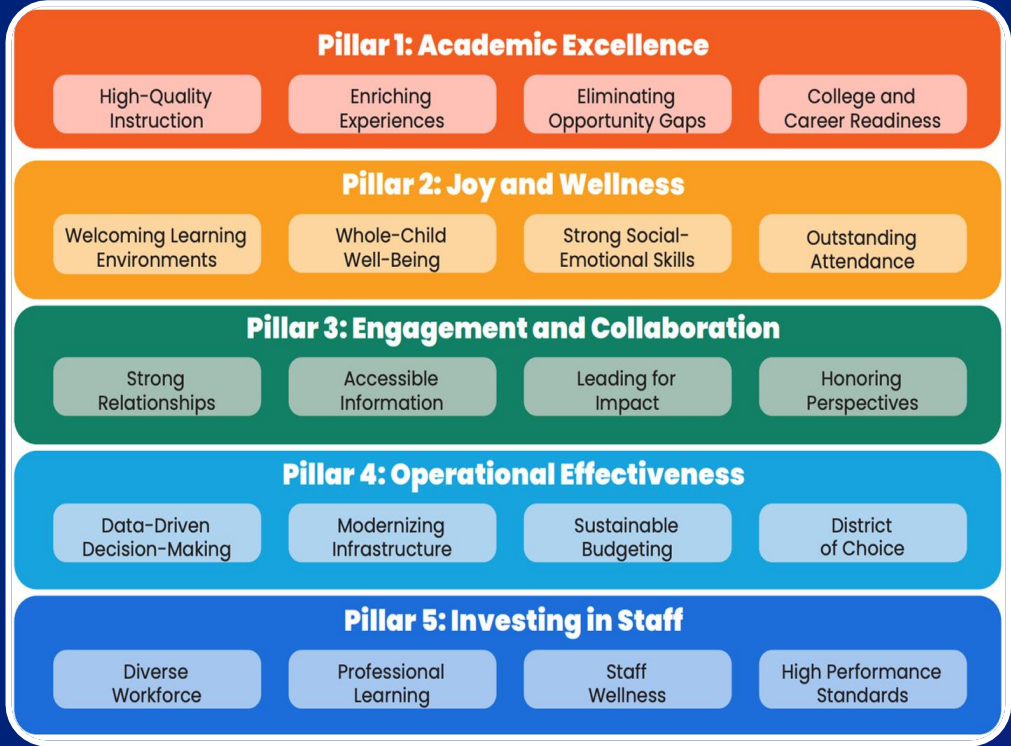 Pillar 1: Academic Excellence
High-Quality
Instruction
Enriching
Experiences
Eliminating
Opportunity Gaps
College and
Career Readiness
Pillar 2: Joy and Wellness
Welcoming Learning
Environments
Whole-Child
Well-Being
Strong Social-
Emotional Skills
Outstanding
Attendance
Pillar 3: Engagement and Collaboration
Strong
Relationships
Accessible
Information
Leading for
Impact
Honoring
Perspectives
Pillar 4: Operational Effectiveness
Data-Driven
Decision-Making
Modernizing
Infrastructure
Sustainable
Budgeting
District
of Choice
Pillar 5: Investing in Staff
Diverse
Workforce
Professional
Learning
Staff
Wellness
High Performance
Standards